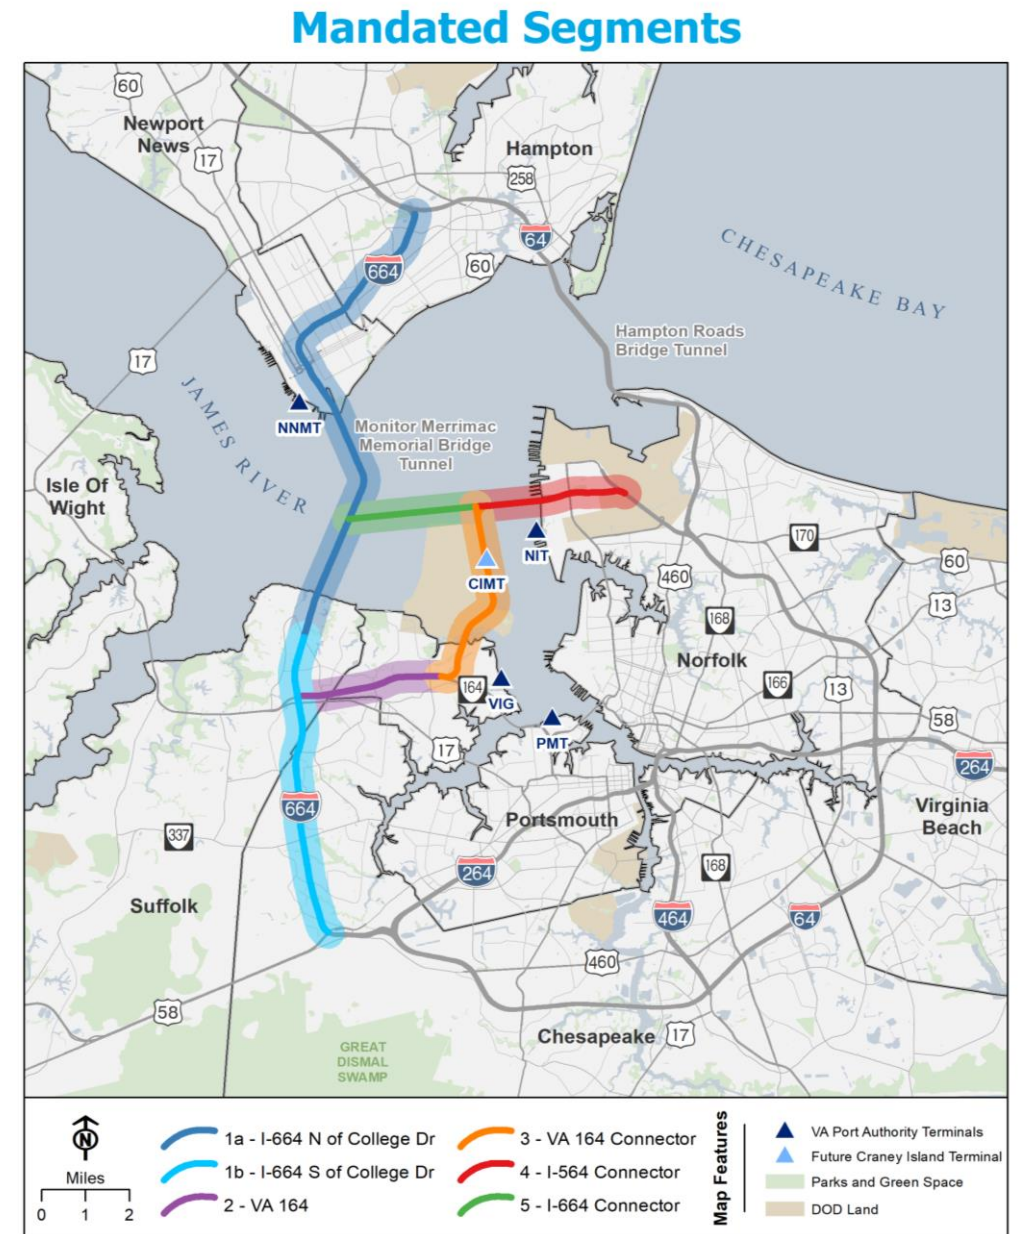 Mandated Segments
60
Newport
News
17
Hampton
258
64
664
60
CHESAPEAKE BAY
Hampton Roads
Bridge Tunnel
17
JAMES RIVER
NNMT
Monitor Merrimac
Memorial Bridge
Tunnel
Isle Of
Wight
NIT
170
CIMT
460
60
13
168
Norfolk
164
VIG
166
13
PMT
58
17
264
664
Portsmouth
Virginia
Beach
337
264
168
Suffolk
464
64
460
58
Chesapeake
17
GREAT
DISMAL
SWAMP
N
Miles
0 1 2
1a - I-664 N of College Dr
1b - I-664 S of College Dr
2 - VA 164
3 - VA 164 Connector
4 - I-564 Connector
5 - I-664 Connector
Map Features
VA Port Authority Terminals
Future Craney Island Terminal
Parks and Green Space
DOD Land